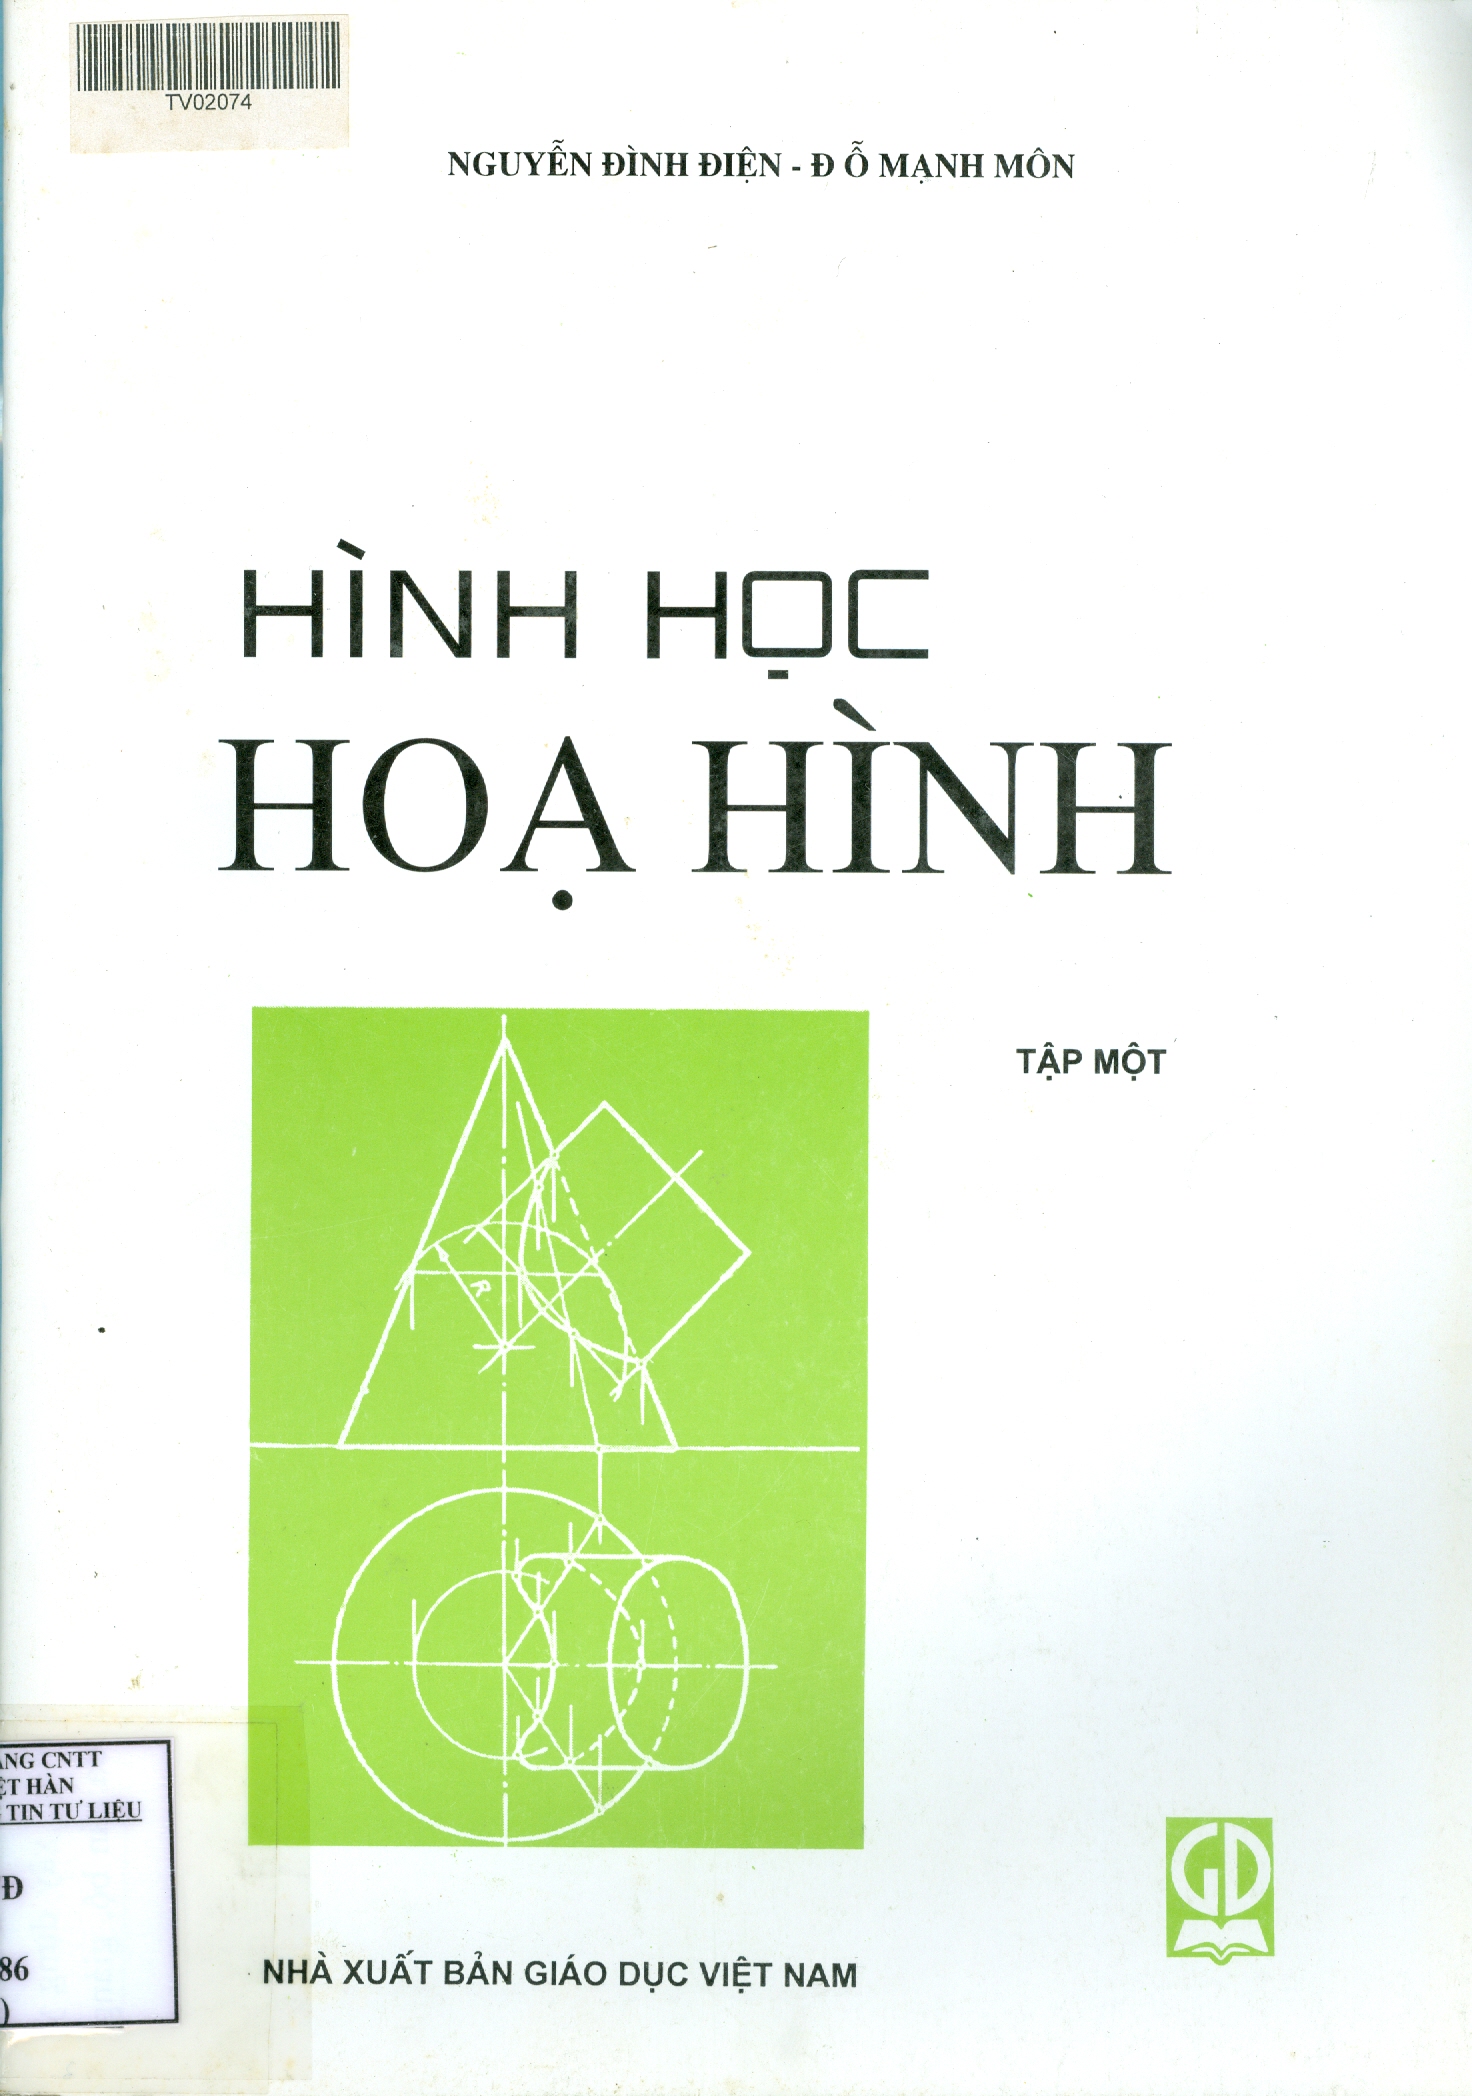 TV02074
NGUYỄN ĐÌNH ĐIỆN - Đ Ỗ MẠNH MÔN
HÌNH HỌC
HOẠ HÌNH
TẬP MỘT
R
GD
ẲNG CNTT
ỆT HÀN
TIN TƯ LIỆU
Đ
86
)
NHÀ XUẤT BẢN GIÁO DỤC VIỆT NAM